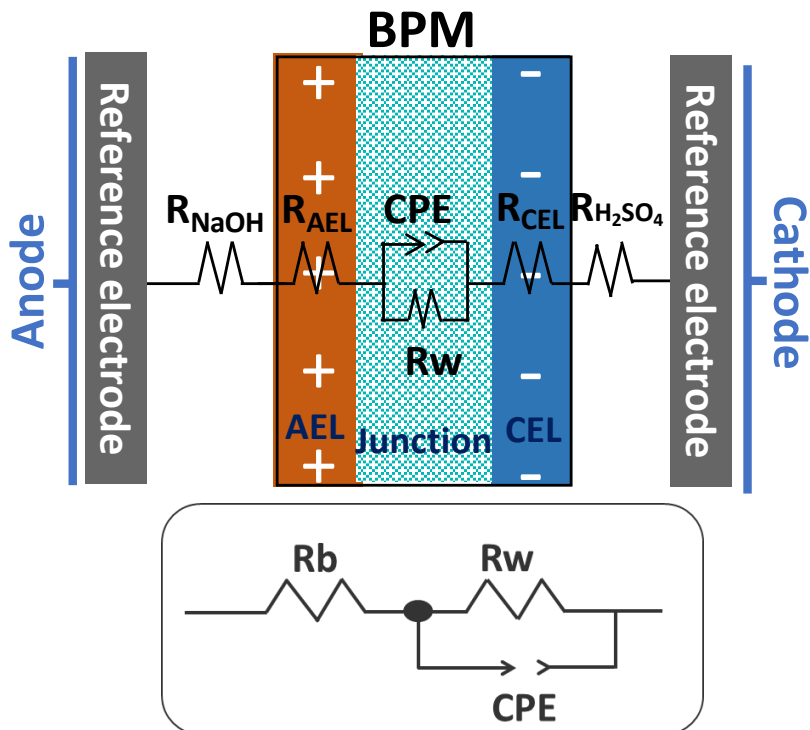 BPM
Anode
Reference electrode
R_NaOH
R_AEL
CPE
R_CEL
R_H₂SO₄
Reference electrode
Cathode
+
+
+
+
+
-
-
-
-
Rw
AEL
Junction
CEL
Rb
Rw
CPE